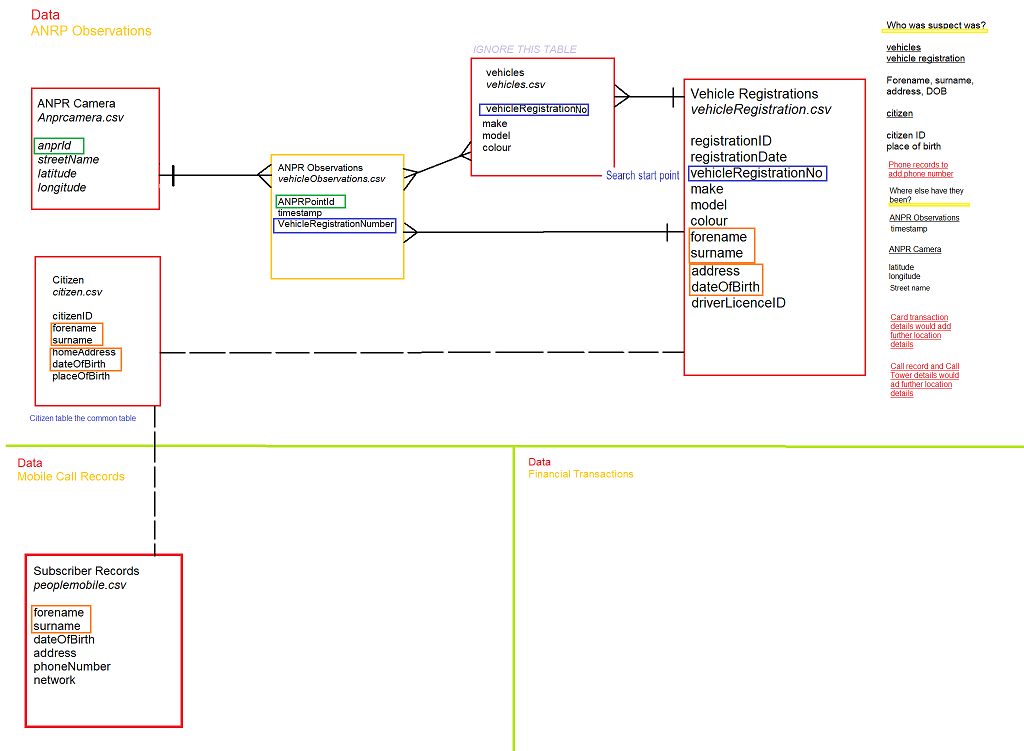 Data
ANRP Observations
ANPR Camera
Anprcamera.csv
anprId
streetName
latitude
longitude
ANPR Observations
vehicleObservations.csv
ANPRPointId
timestamp
VehicleRegistrationNumber
IGNORE THIS TABLE
vehicles
vehicles.csv
vehicleRegistrationNo
make
model
colour
Search start point
Vehicle Registrations
vehicleRegistration.csv
registrationID
registrationDate
vehicleRegistrationNo
make
model
colour
forename
surname
address
dateOfBirth
driverLicenceID
Citizen
citizen.csv
citizenID
forename
surname
homeAddress
dateOfBirth
placeOfBirth
Citizen table the common table
Who was suspect was?
vehicles
vehicle registration
Forename, surname,
address, DOB
citizen
citizen ID
place of birth
Phone records to
add phone number
Where else have they
been?
ANPR Observations
timestamp
ANPR Camera
latitude
longitude
Street name
Card transaction
details would add
further location
details
Call record and Call
Tower details would
ad further location
details
Data
Mobile Call Records
Subscriber Records
peoplemobile.csv
forename
surname
dateOfBirth
address
phoneNumber
network
Data
Financial Transactions